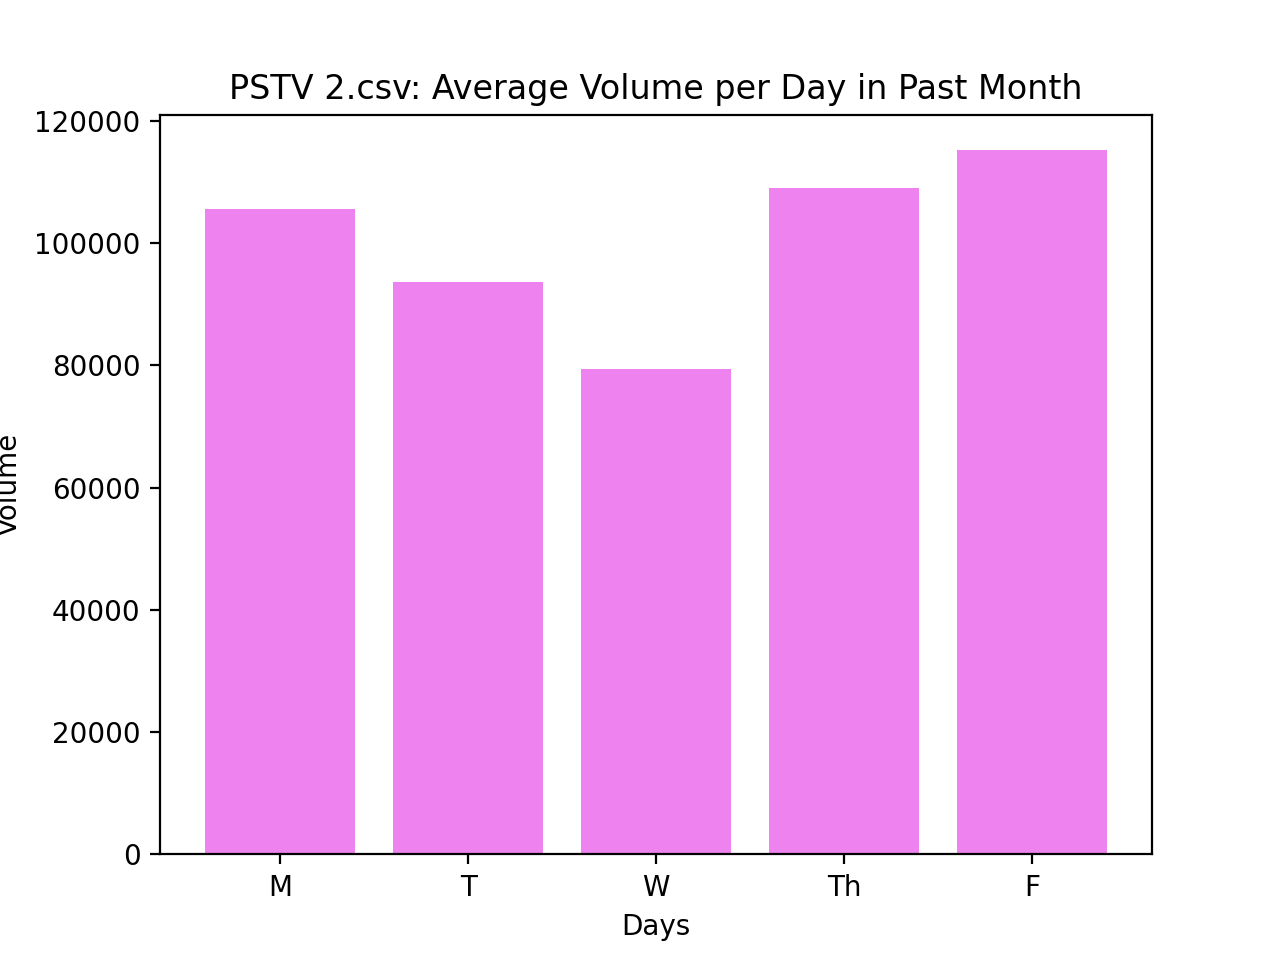 PSTV 2.csv: Average Volume per Day in Past Month
120000
100000
80000
60000
40000
20000
0
Volume
M T W Th F
Days